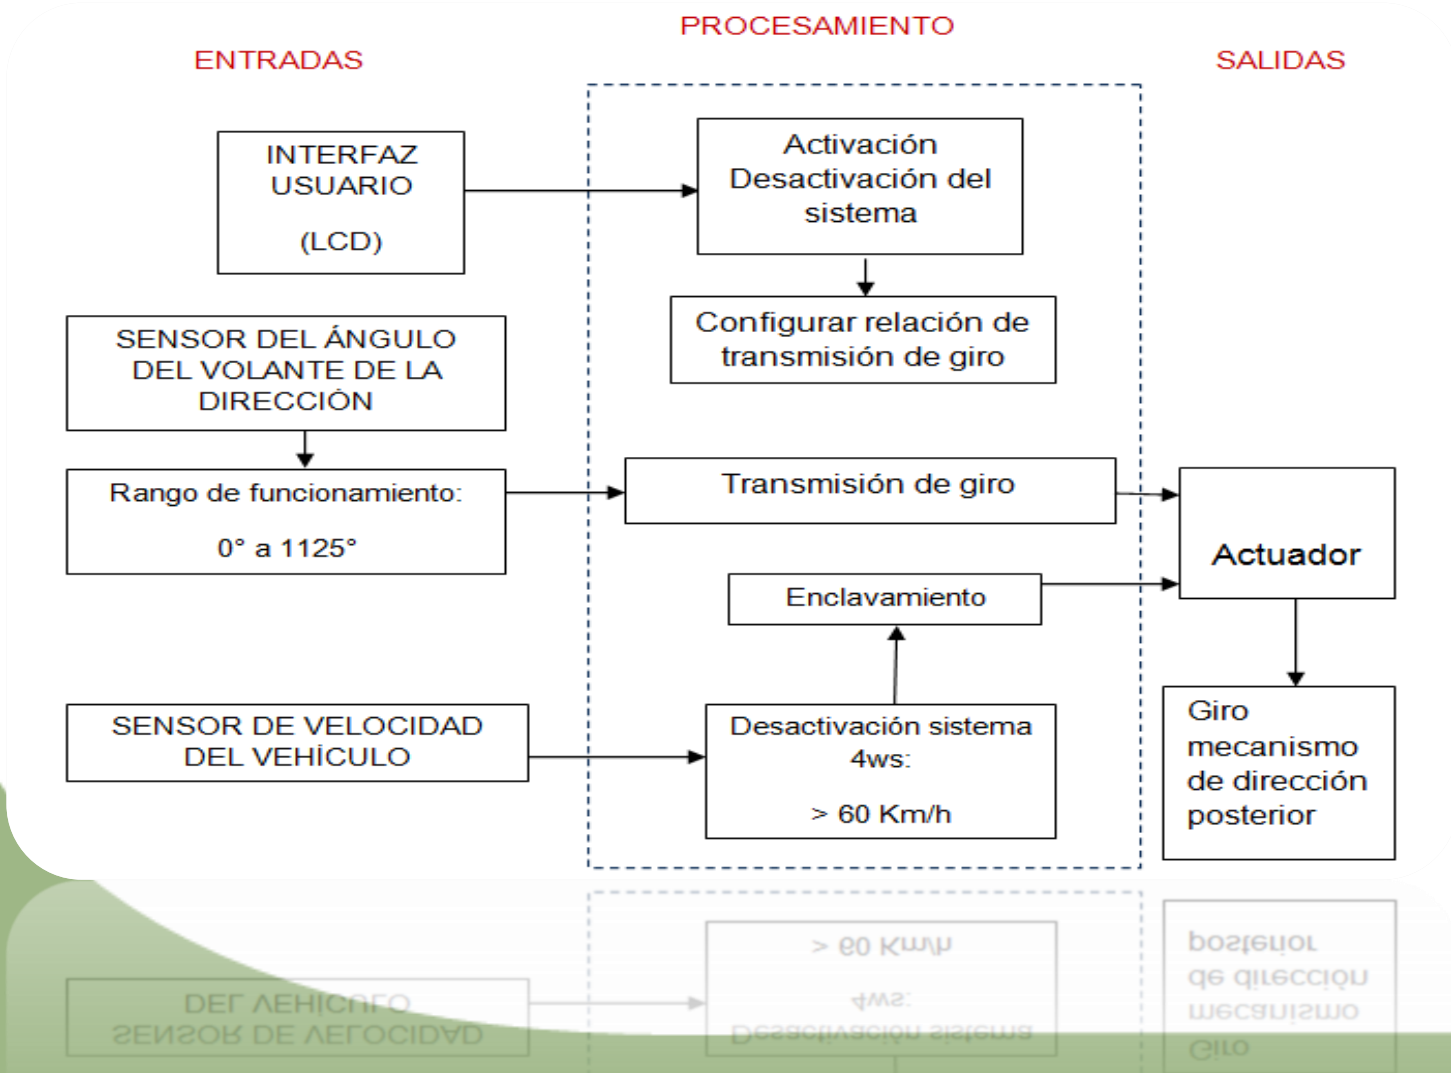 PROCESAMIENTO
ENTRADAS
SALIDAS
INTERFAZ
USUARIO
(LCD)
Activación
Desactivación del
sistema
Configurar relación de
transmisión de giro
SENSOR DEL ÁNGULO
DEL VOLANTE DE LA
DIRECCIÓN
Rango de funcionamiento:
0° a 1125°
Transmisión de giro
Actuador
Enclavamiento
SENSOR DE VELOCIDAD
DEL VEHÍCULO
Desactivación sistema
4ws:
> 60 Km/h
Giro
mecanismo
de dirección
posterior